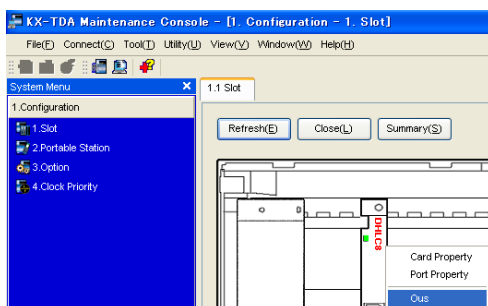 KX-TDA Maintenance Console - [1. Configuration - 1. Slot]
File(F) Connect(C) Tool(T) Utility(U) View(V) Window(W) Help(H)
System Menu
1.1 Slot
1.Configuration
1.Slot
2.Portable Station
3.Option
4.Clock Priority
Refresh(E) Close(L) Summary(S)
DHLC8
Card Property
Port Property
Ous